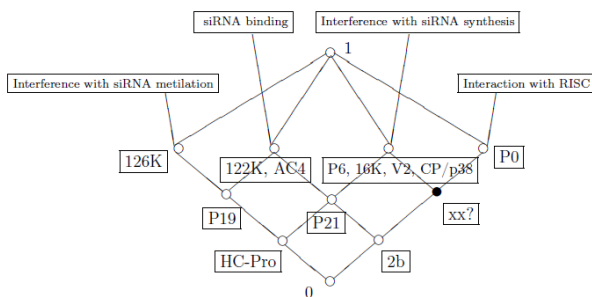 siRNA binding
Interference with siRNA synthesis
1
Interference with siRNA metilation
Interaction with RISC
126K
122K, AC4
P6, 16K, V2, CP/p38
P0
P19
P21
xx?
HC-Pro
2b
0